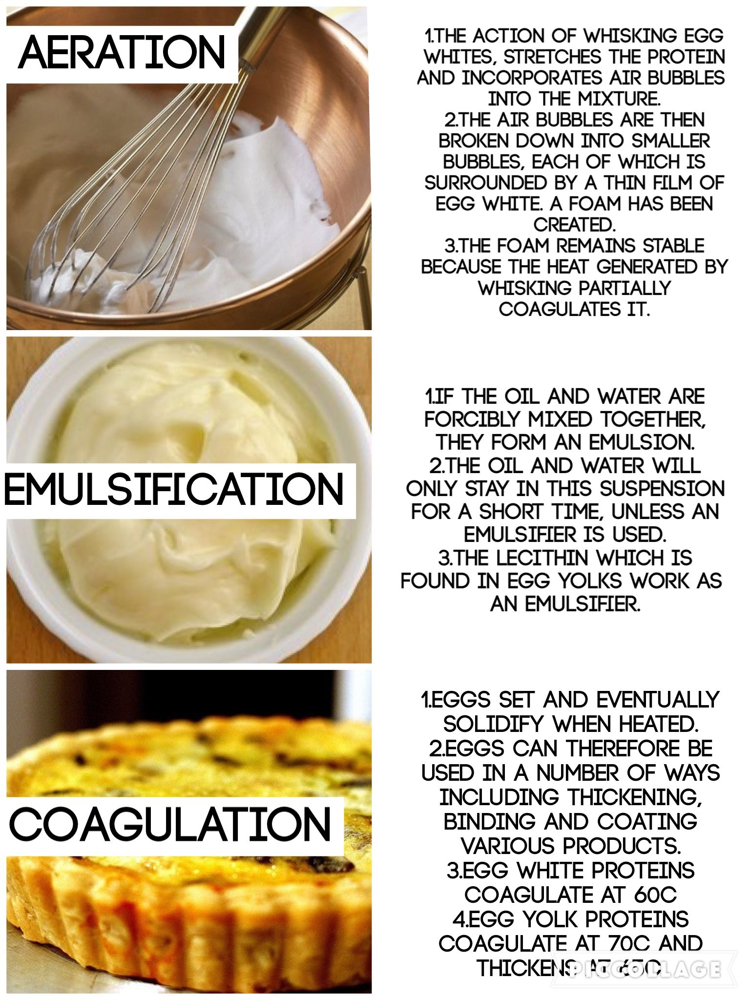 AERATION
1.THE ACTION OF WHISKING EGG
WHITES, STRETCHES THE PROTEIN
AND INCORPORATES AIR BUBBLES
INTO THE MIXTURE.
2.THE AIR BUBBLES ARE THEN
BROKEN DOWN INTO SMALLER
BUBBLES, EACH OF WHICH IS
SURROUNDED BY A THIN FILM OF
EGG WHITE. A FOAM HAS BEEN
CREATED.
3.THE FOAM REMAINS STABLE
BECAUSE THE HEAT GENERATED BY
WHISKING PARTIALLY
COAGULATES IT.
EMULSIFICATION
1.IF THE OIL AND WATER ARE
FORCIBLY MIXED TOGETHER,
THEY FORM AN EMULSION.
2.THE OIL AND WATER WILL
ONLY STAY IN THIS SUSPENSION
FOR A SHORT TIME, UNLESS AN
EMULSIFIER IS USED.
3.THE LECITHIN WHICH IS
FOUND IN EGG YOLKS WORK AS
AN EMULSIFIER.
COAGULATION
1.EGGS SET AND EVENTUALLY
SOLIDIFY WHEN HEATED.
2.EGGS CAN THEREFORE BE
USED IN A NUMBER OF WAYS
INCLUDING THICKENING,
BINDING AND COATING
VARIOUS PRODUCTS.
3.EGG WHITE PROTEINS
COAGULATE AT 60C
4.EGG YOLK PROTEINS
COAGULATE AT 70C AND
THICKENS AT 65C
PICCOLLAGE